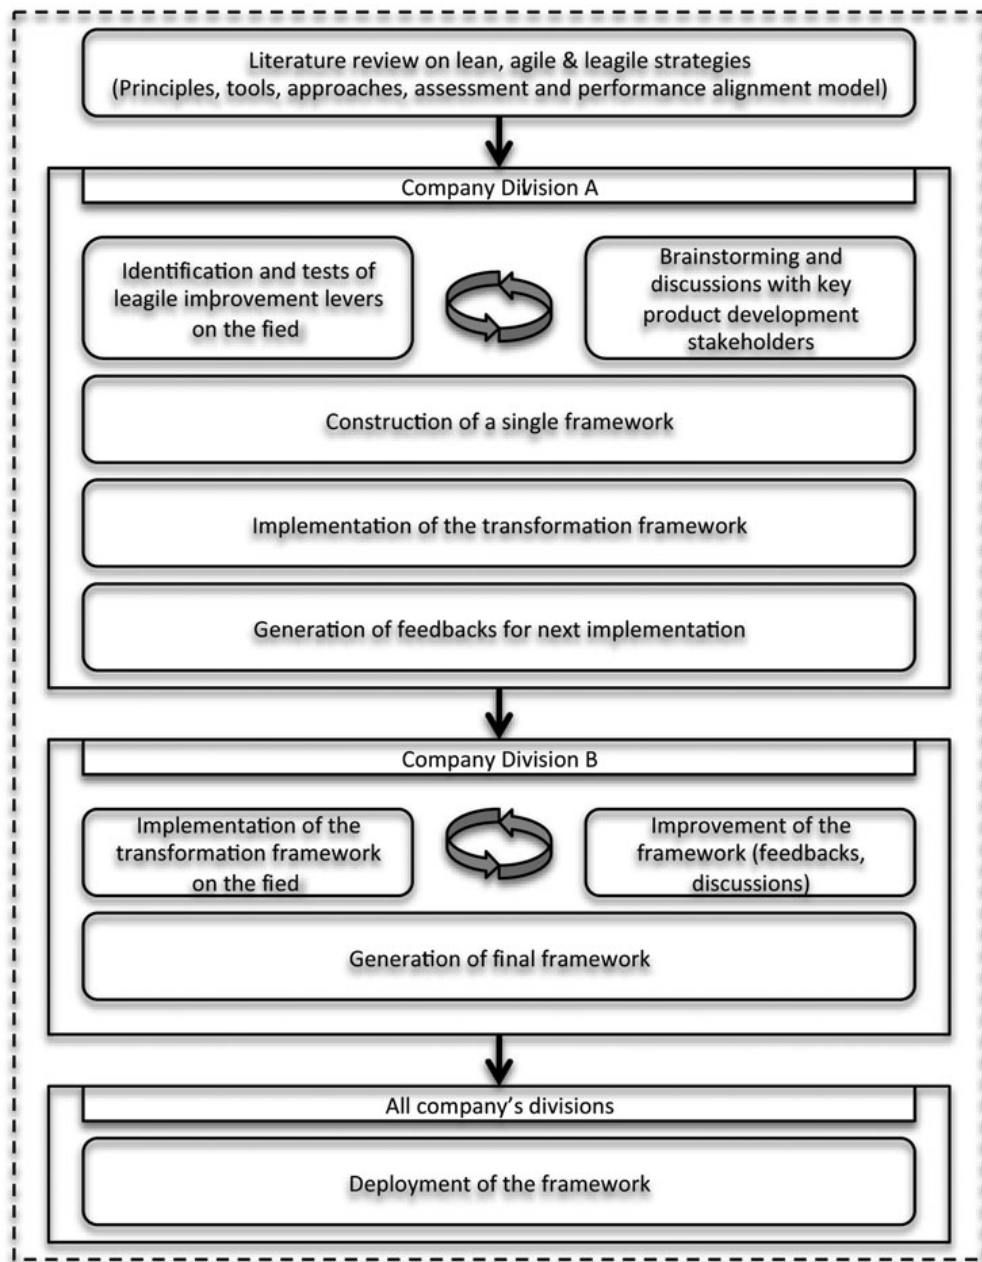 Literature review on lean, agile & leagile strategies
(Principles, tools, approaches, assessment and performance alignment model)
Company Division A
Identification and tests of
leagile improvement levers
on the fied
Brainstorming and
discussions with key
product development
stakeholders
Construction of a single framework
Implementation of the transformation framework
Generation of feedbacks for next implementation
Company Division B
Implementation of the
transformation framework
on the fied
Improvement of the
framework (feedbacks,
discussions)
Generation of final framework
All company's divisions
Deployment of the framework